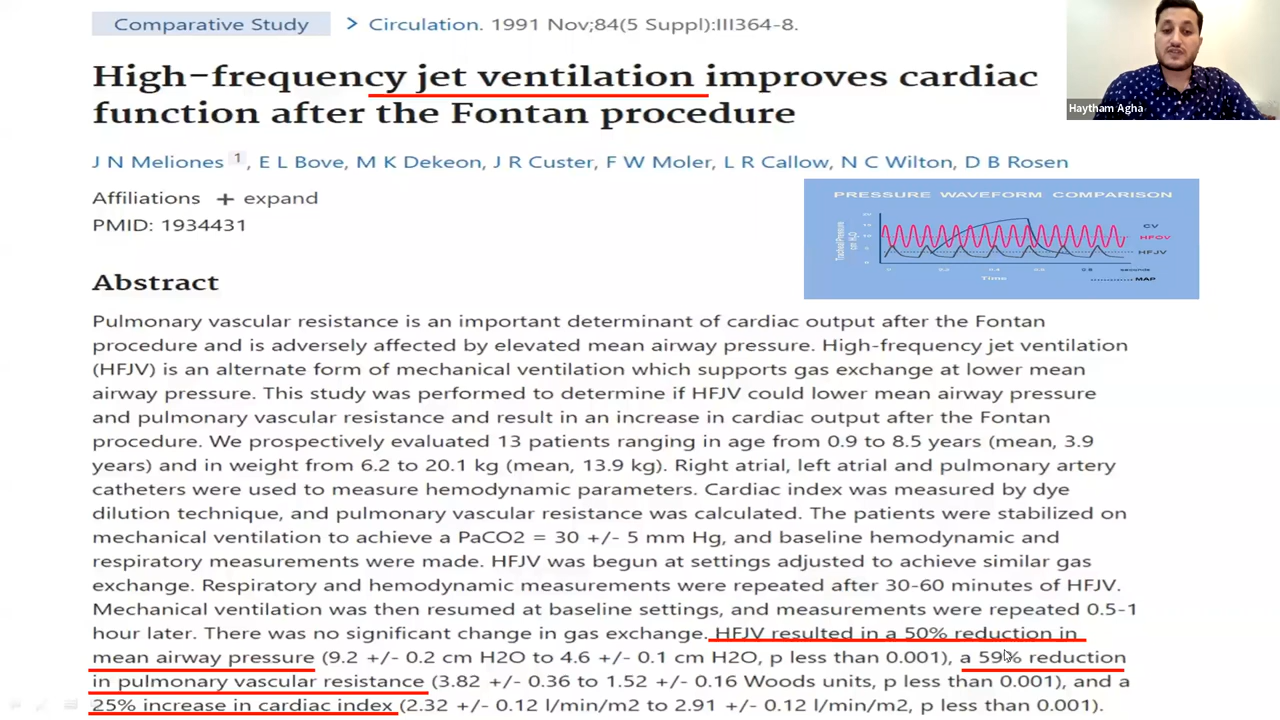 Comparative Study > Circulation. 1991 Nov;84(5 Suppl):III364-8.
High-frequency jet ventilation improves cardiac
function after the Fontan procedure
Haytham Agha
J N Meliones 1, E L Bove, M K Dekeon, J R Custer, F W Moler, L R Callow, N C Wilton, D B Rosen
Affiliations + expand
PMID: 1934431
PRESSURE WAVEFORM COMPARISON
Tracheal Pressure
cm H2O
CV
HFOV
HFJV
0.2 0.4 0.8 seconds
Time
MAP
Abstract
Pulmonary vascular resistance is an important determinant of cardiac output after the Fontan
procedure and is adversely affected by elevated mean airway pressure. High-frequency jet ventilation
(HFJV) is an alternate form of mechanical ventilation which supports gas exchange at lower mean
airway pressure. This study was performed to determine if HFJV could lower mean airway pressure
and pulmonary vascular resistance and result in an increase in cardiac output after the Fontan
procedure. We prospectively evaluated 13 patients ranging in age from 0.9 to 8.5 years (mean, 3.9
years) and in weight from 6.2 to 20.1 kg (mean, 13.9 kg). Right atrial, left atrial and pulmonary artery
catheters were used to measure hemodynamic parameters. Cardiac index was measured by dye
dilution technique, and pulmonary vascular resistance was calculated. The patients were stabilized on
mechanical ventilation to achieve a PaCO2 = 30 +/- 5 mm Hg, and baseline hemodynamic and
respiratory measurements were made. HFJV was begun at settings adjusted to achieve similar gas
exchange. Respiratory and hemodynamic measurements were repeated after 30-60 minutes of HFJV.
Mechanical ventilation was then resumed at baseline settings, and measurements were repeated 0.5-1
hour later. There was no significant change in gas exchange. HFJV resulted in a 50% reduction in
mean airway pressure (9.2 +/- 0.2 cm H2O to 4.6 +/- 0.1 cm H2O, p less than 0.001), a 59% reduction
in pulmonary vascular resistance (3.82 +/- 0.36 to 1.52 +/- 0.16 Woods units, p less than 0.001), and a
25% increase in cardiac index (2.32 +/- 0.12 l/min/m2 to 2.91 +/- 0.12 l/min/m2, p less than 0.001).